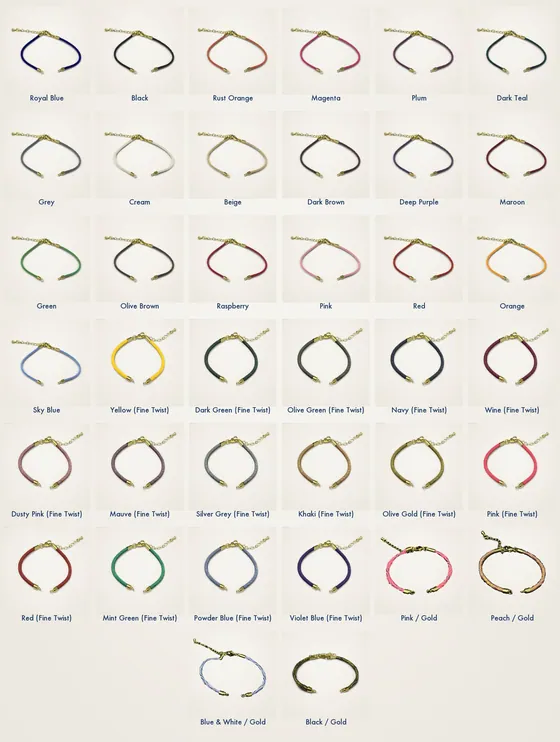 Royal Blue
Black
Rust Orange
Magenta
Plum
Dark Teal
Grey
Cream
Beige
Dark Brown
Deep Purple
Maroon
Green
Olive Brown
Raspberry
Pink
Red
Orange
Sky Blue
Yellow (Fine Twist)
Dark Green (Fine Twist)
Olive Green (Fine Twist)
Navy (Fine Twist)
Wine (Fine Twist)
Dusty Pink (Fine Twist)
Mauve (Fine Twist)
Silver Grey (Fine Twist)
Khaki (Fine Twist)
Olive Gold (Fine Twist)
Pink (Fine Twist)
Red (Fine Twist)
Mint Green (Fine Twist)
Powder Blue (Fine Twist)
Violet Blue (Fine Twist)
Pink / Gold
Peach / Gold
Blue & White / Gold
Black / Gold